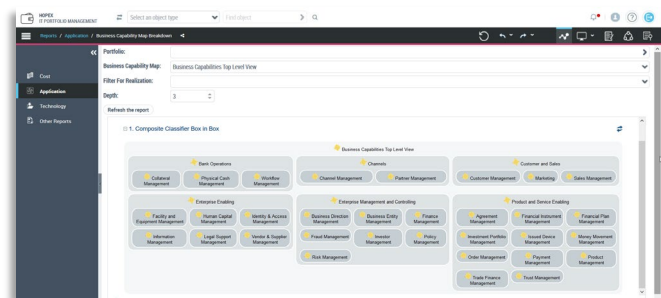 HOPEX
IT PORTFOLIO MANAGEMENT
Select an object type
Find object
Reports / Application / Business Capability Map Breakdown
Cost
Application
Technology
Other Reports
Portfolio:
Business Capability Map:
Business Capabilities Top Level View
Filter For Realization:
Depth:
3
Refresh the report
1. Composite Classifier Box in Box
Business Capabilities Top Level View
Bank Operations
Collateral Management
Physical Cash Management
Workflow Management
Channels
Channel Management
Partner Management
Customer and Sales
Customer Management
Marketing
Sales Management
Enterprise Enabling
Facility and Equipment Management
Human Capital Management
Identity & Access Management
Information Management
Legal Support Management
Vendor & Supplier Management
Enterprise Management and Controlling
Business Direction Management
Business Entity Management
Finance Management
Fraud Management
Investor Management
Policy Management
Risk Management
Product and Service Enabling
Agreement Management
Financial Instrument Management
Financial Plan Management
Investment Portfolio Management
Issued Device Management
Money Movement Management
Order Management
Payment Management
Product Management
Trade Finance Management
Trust Management